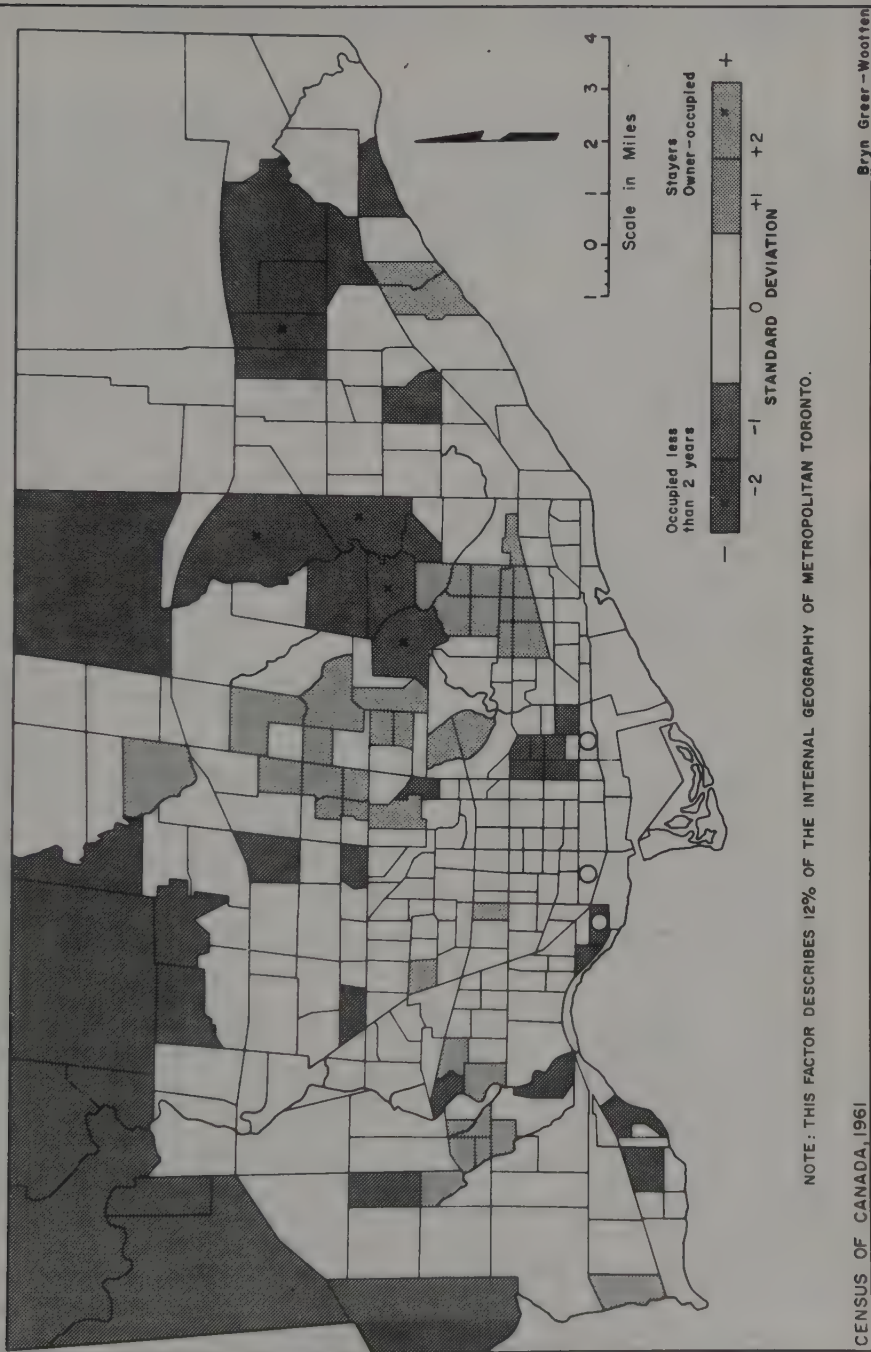 4
3
2
1
0
1
Scale in Miles
Stayers
Owner-occupied
Occupied less
than 2 years
+
−
-2 -1 0 +1 +2
STANDARD DEVIATION
NOTE: THIS FACTOR DESCRIBES 12% OF THE INTERNAL GEOGRAPHY OF METROPOLITAN TORONTO.
CENSUS OF CANADA, 1961
Bryn Greer-Wootten